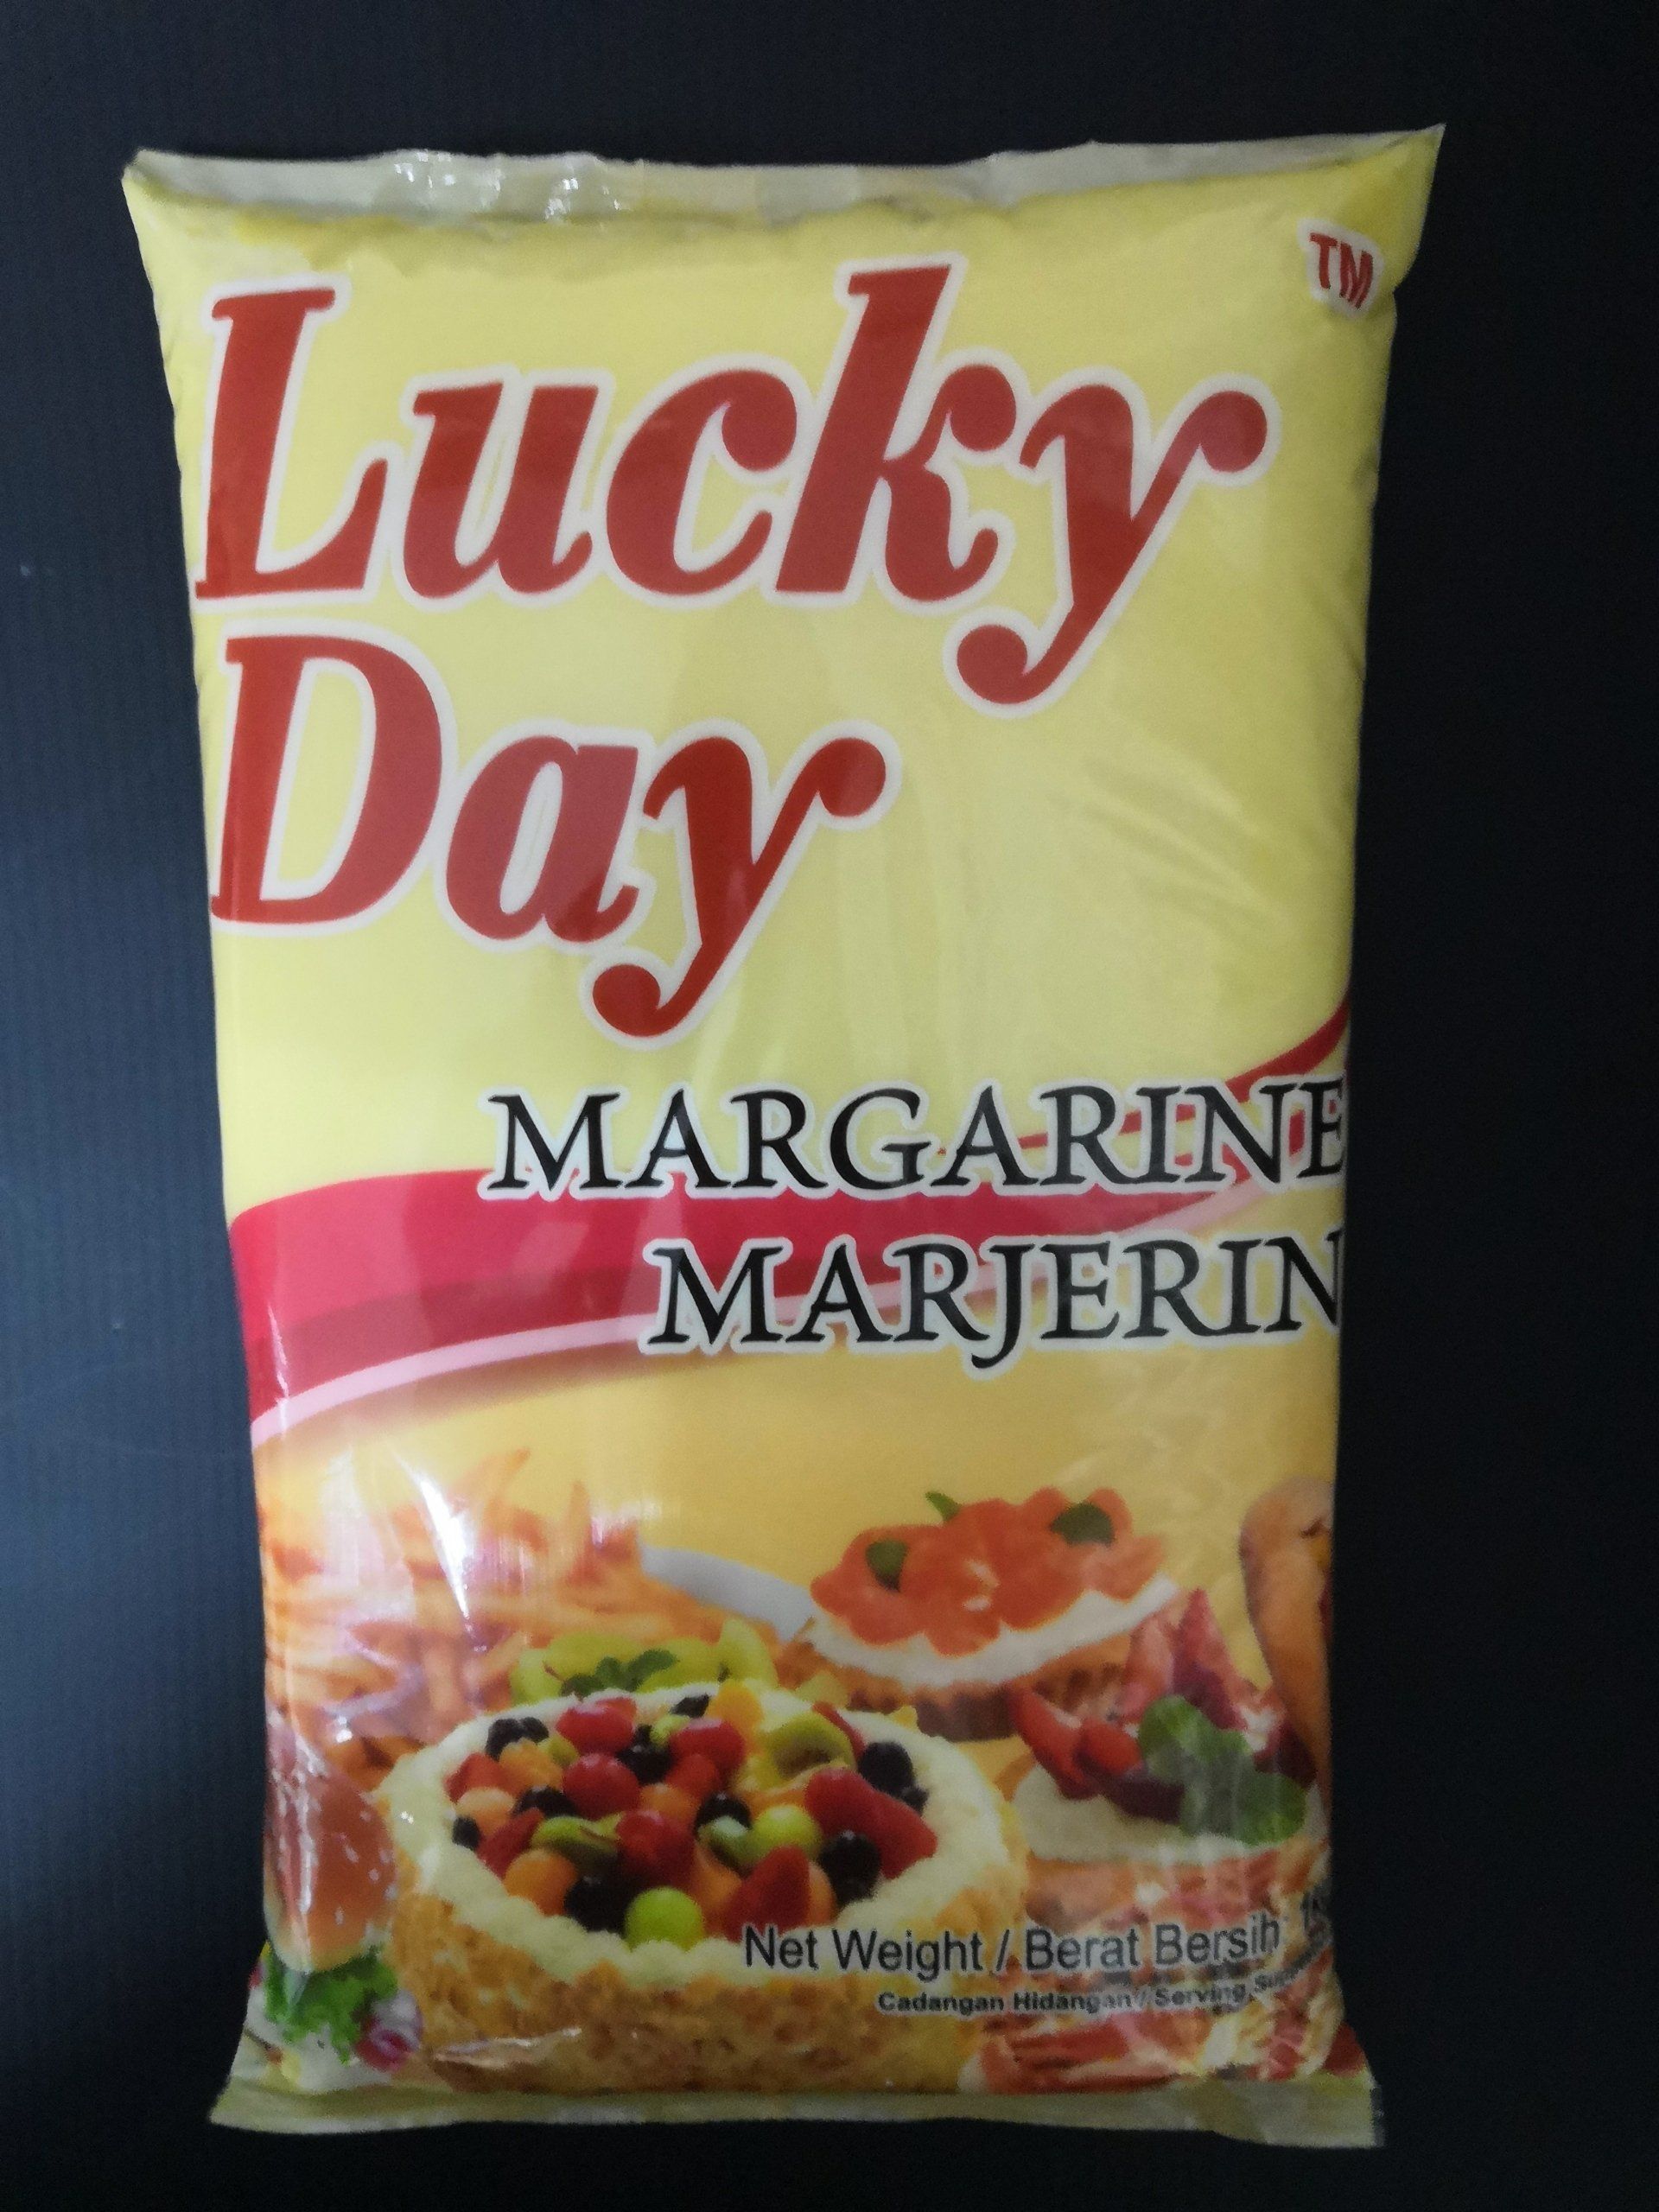 Lucky
TM
Day
MARGARINE
MARJERIN
Net Weight / Berat Bersih
Cadangan Hidangan / Serving